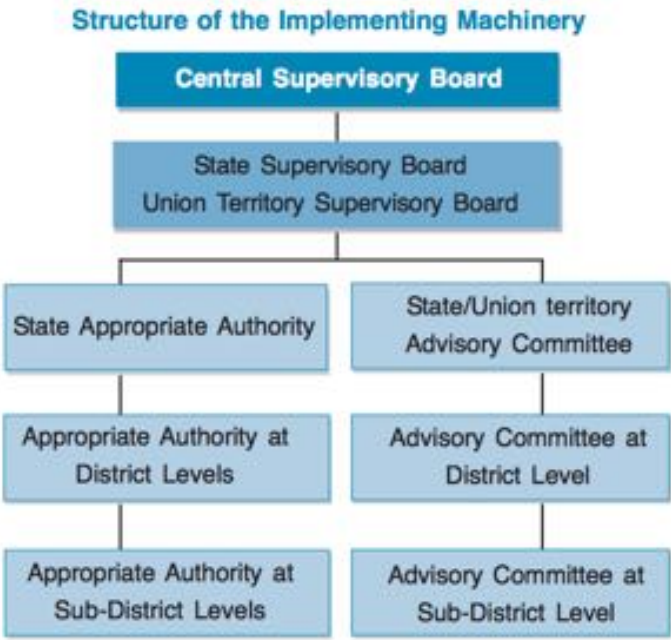 Structure of the Implementing Machinery
Central Supervisory Board
State Supervisory Board
Union Territory Supervisory Board
State Appropriate Authority
State/Union territory
Advisory Committee
Appropriate Authority at
District Levels
Advisory Committee at
District Level
Appropriate Authority at
Sub-District Levels
Advisory Committee at
Sub-District Level